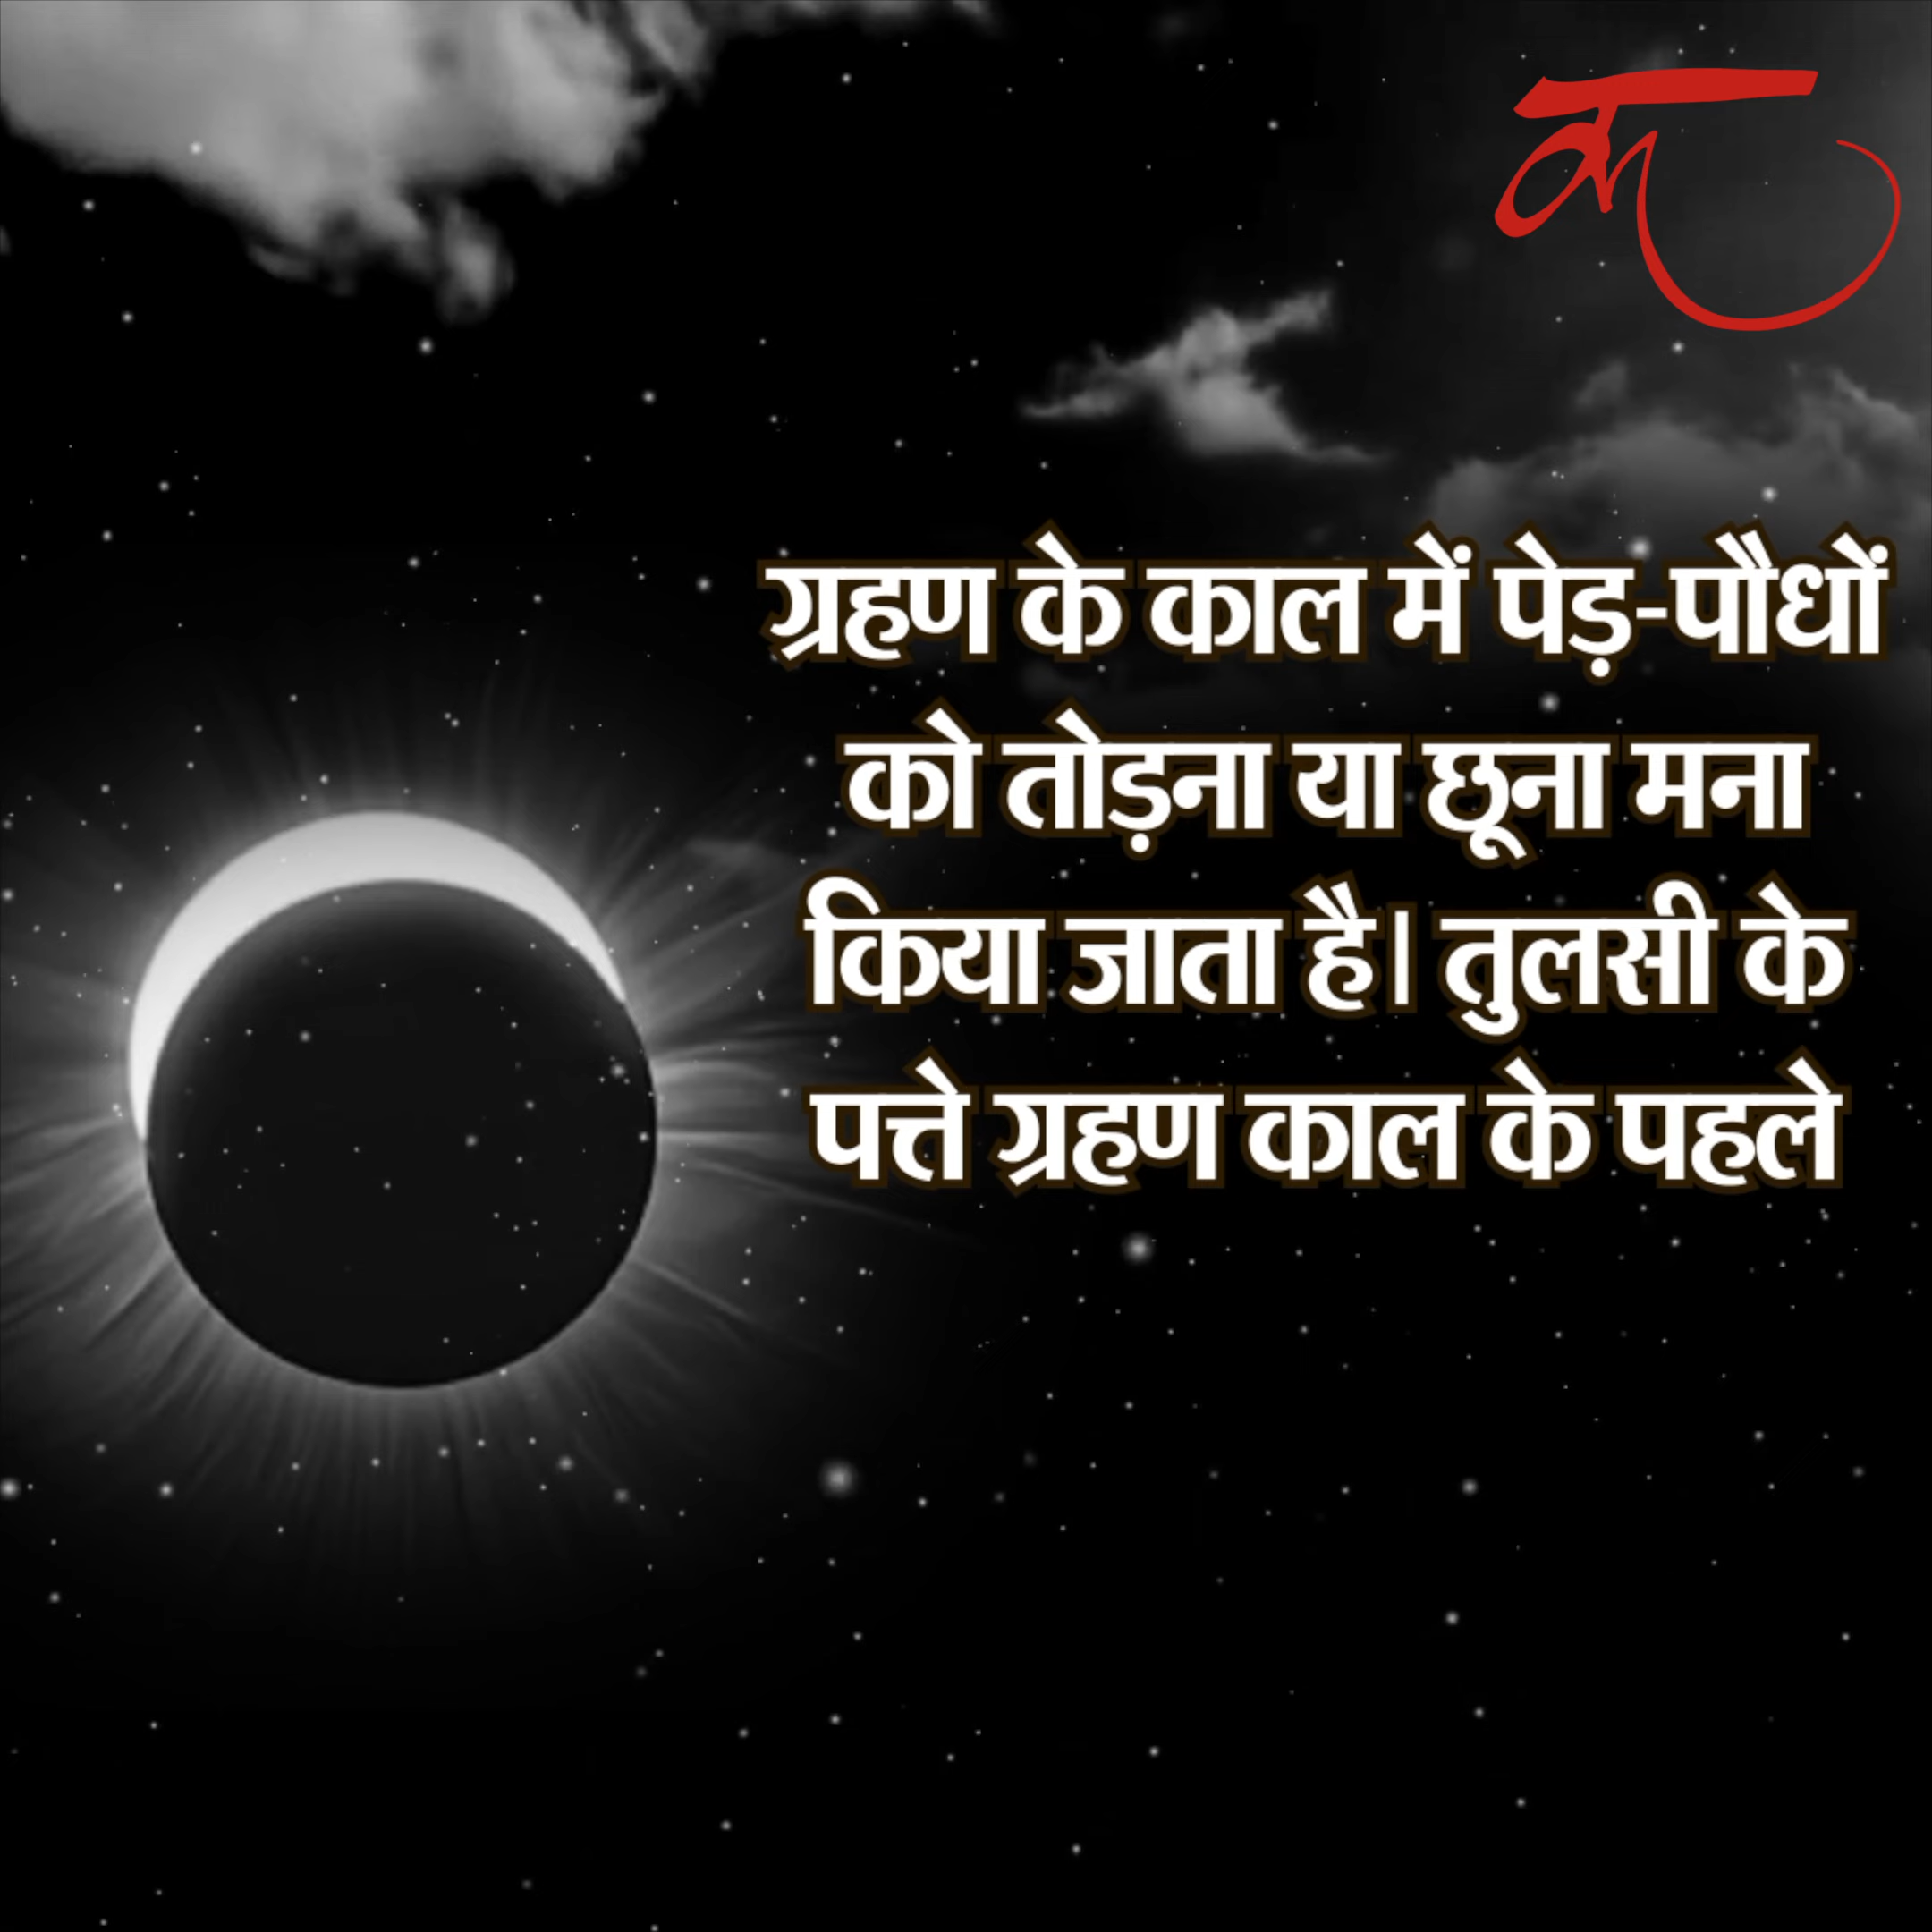 क
ग्रहण के काल में पेड़-पौधों
को तोड़ना या छूना मना
किया जाता है। तुलसी के
पत्ते ग्रहण काल के पहले